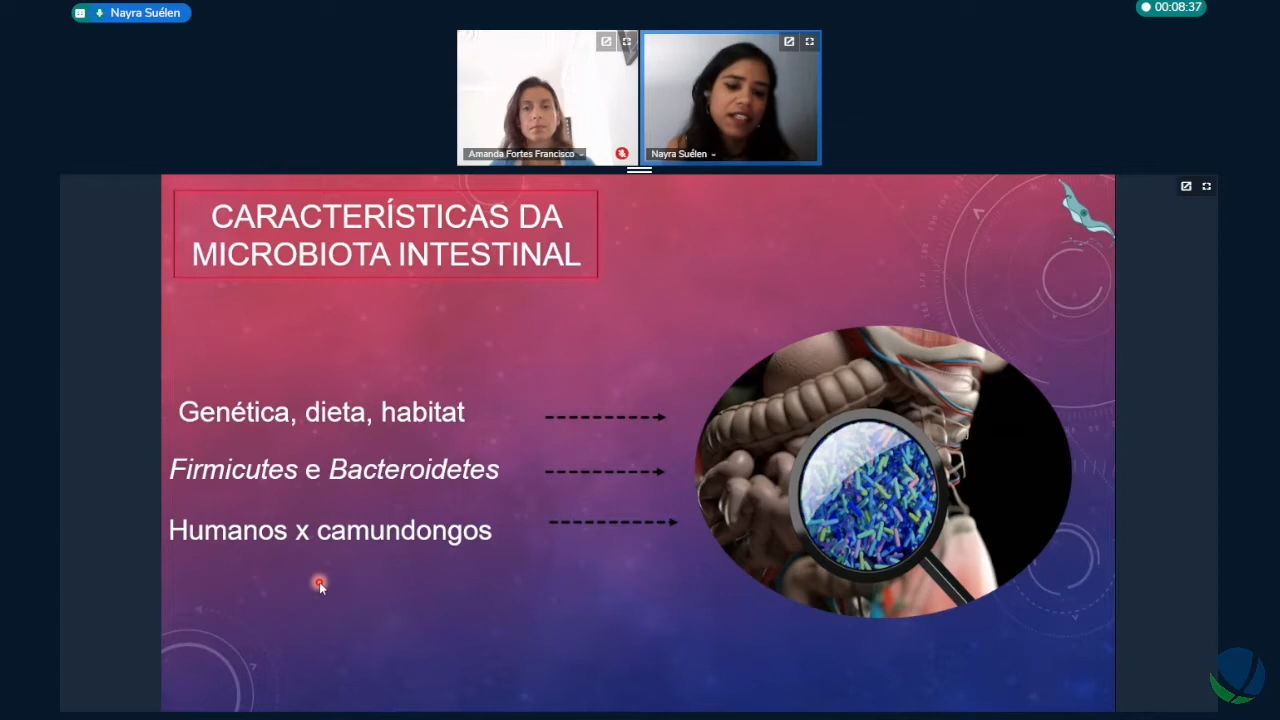 Nayra Suélen
00:08:37
Amanda Fortes Francisco
Nayra Suélen
CARACTERÍSTICAS DA
MICROBIOTA INTESTINAL
Genética, dieta, habitat
Firmicutes e Bacteroidetes
Humanos x camundongos